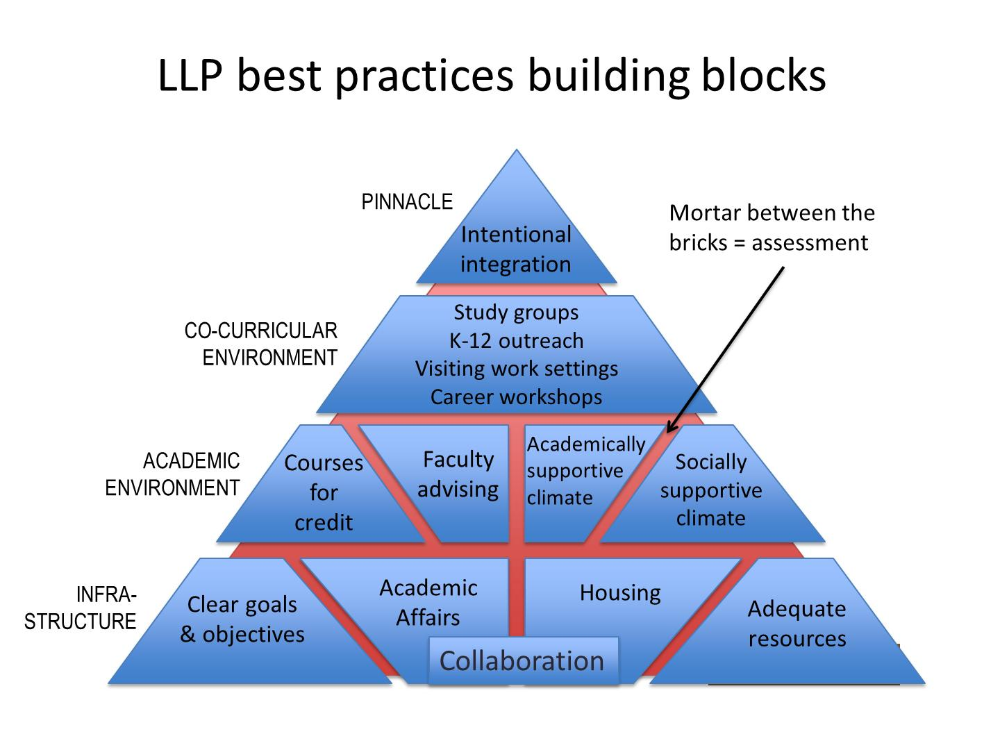 LLP best practices building blocks
PINNACLE
Intentional
integration
Mortar between the
bricks = assessment
CO-CURRICULAR
ENVIRONMENT
Study groups
K-12 outreach
Visiting work settings
Career workshops
ACADEMIC
ENVIRONMENT
Courses
for
credit
Faculty
advising
Academically
supportive
climate
Socially
supportive
climate
INFRA-
STRUCTURE
Clear goals
& objectives
Academic
Affairs
Housing
Collaboration
Adequate
resources